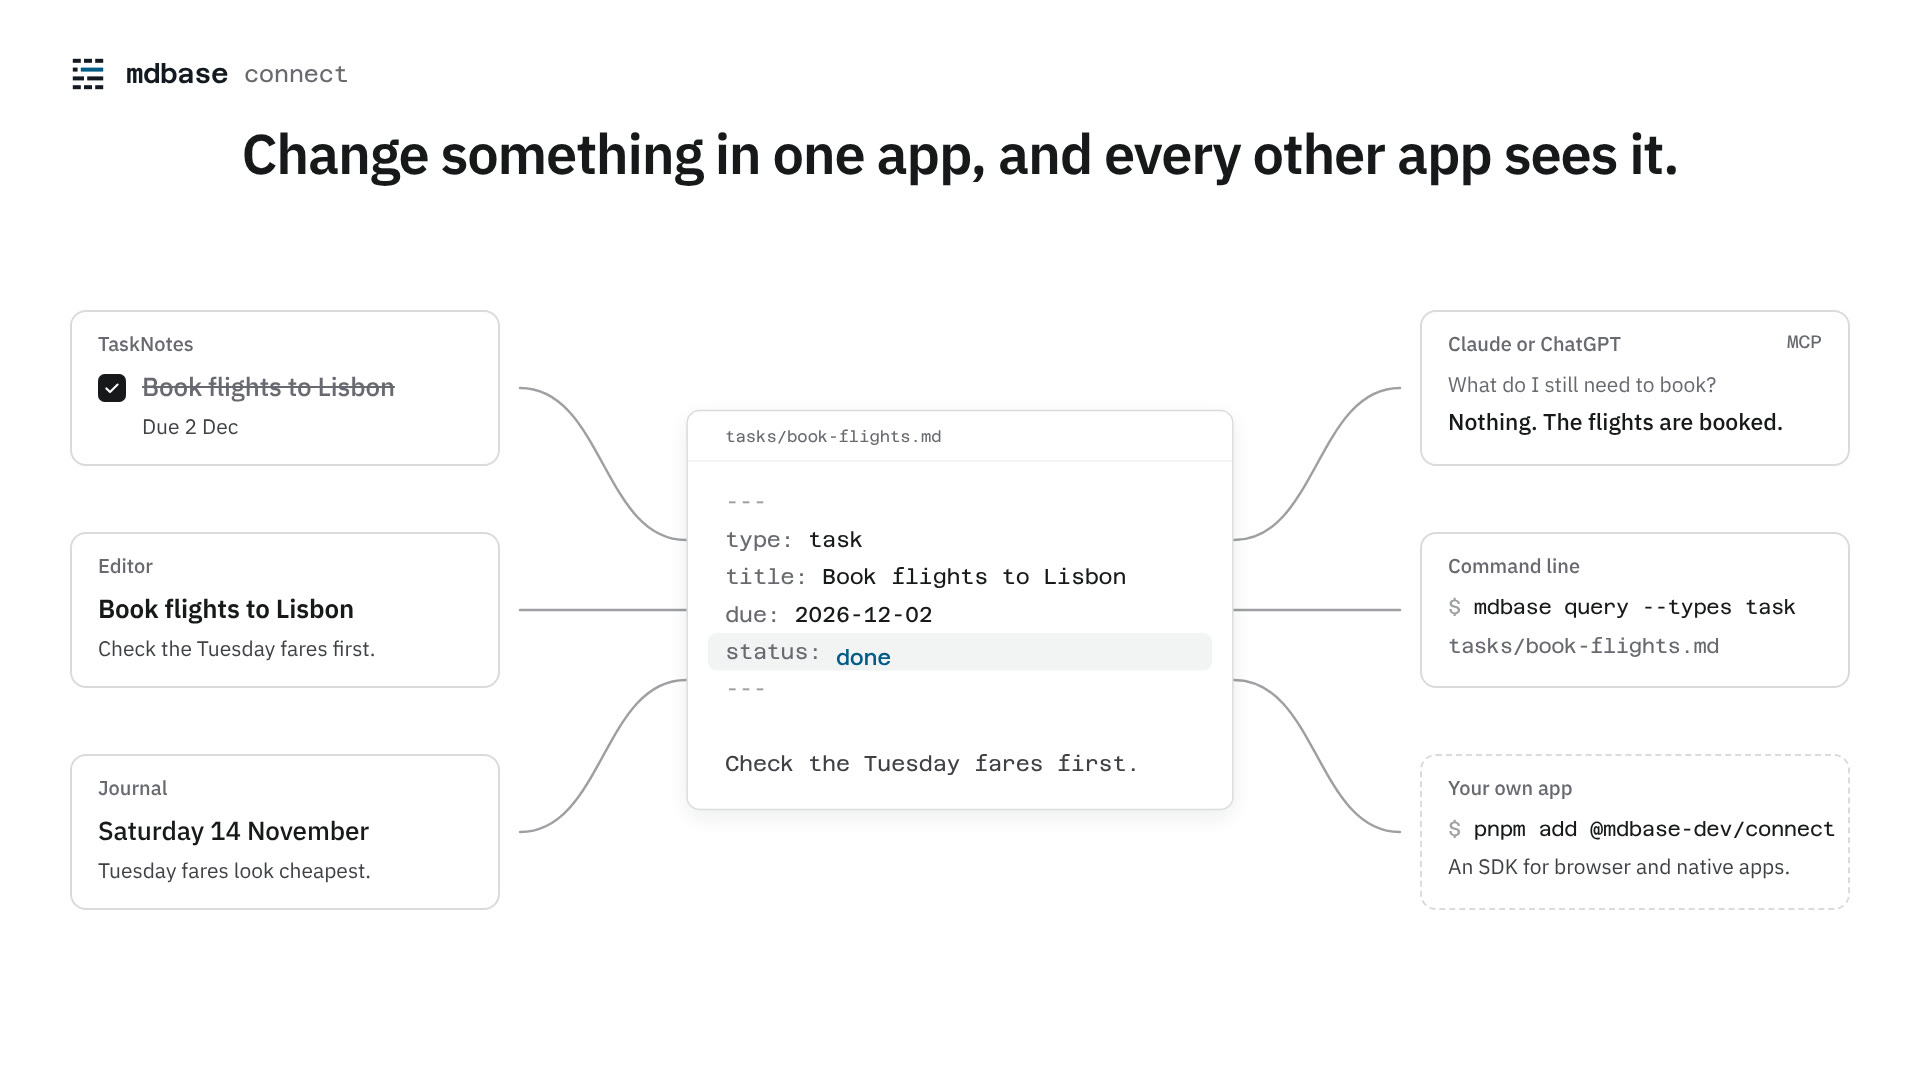 mdbase connect
Change something in one app, and every other app sees it.
TaskNotes
Book flights to Lisbon
Due 2 Dec
Editor
Book flights to Lisbon
Check the Tuesday fares first.
Journal
Saturday 14 November
Tuesday fares look cheapest.
tasks/book-flights.md
---
type: task
title: Book flights to Lisbon
due: 2026-12-02
status: done
---
Check the Tuesday fares first.
Claude or ChatGPT MCP
What do I still need to book?
Nothing. The flights are booked.
Command line
$ mdbase query --types task
tasks/book-flights.md
Your own app
$ pnpm add @mdbase-dev/connect
An SDK for browser and native apps.